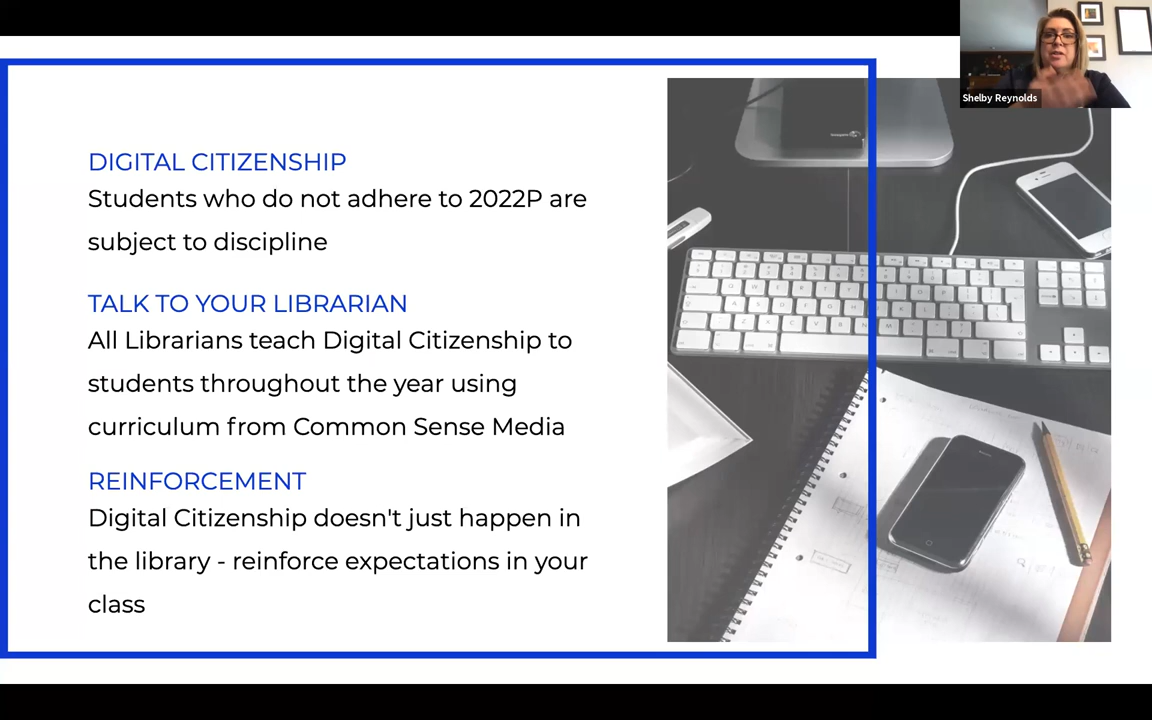 Shelby Reynolds
DIGITAL CITIZENSHIP
Students who do not adhere to 2022P are
subject to discipline
TALK TO YOUR LIBRARIAN
All Librarians teach Digital Citizenship to
students throughout the year using
curriculum from Common Sense Media
REINFORCEMENT
Digital Citizenship doesn't just happen in
the library - reinforce expectations in your
class